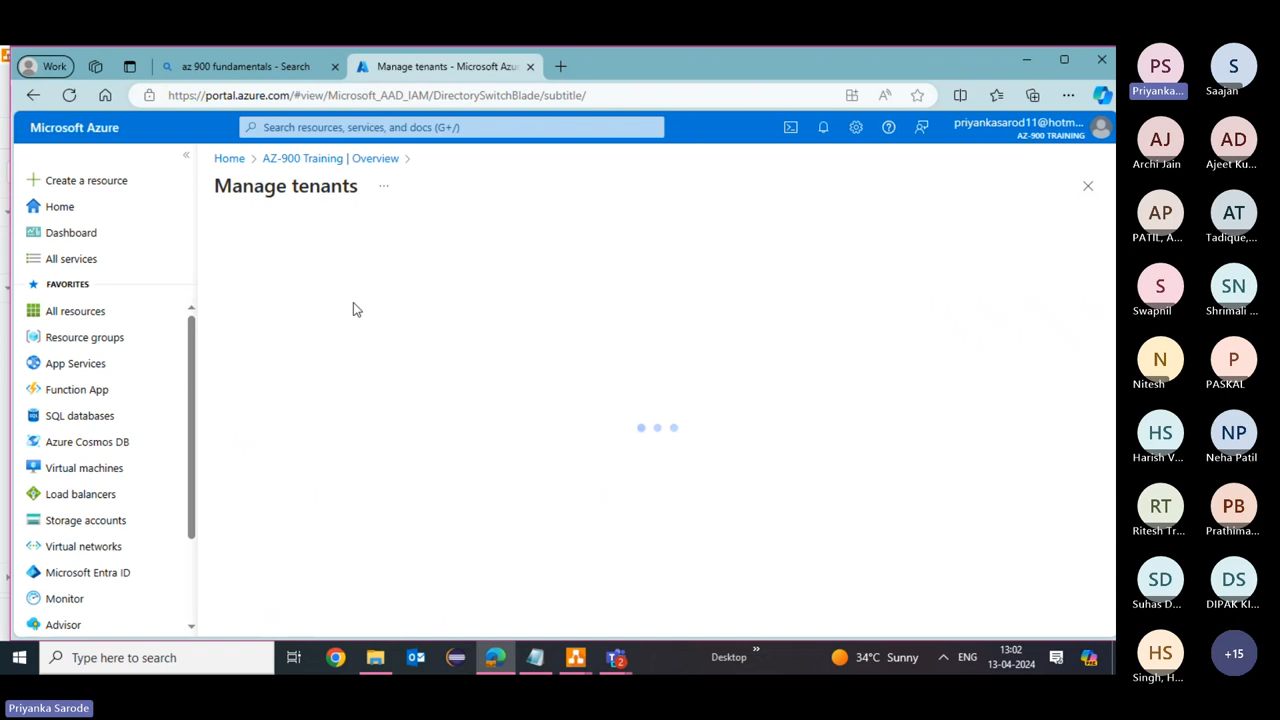 Work
az 900 fundamentals - Search
Manage tenants - Microsoft Azu
https://portal.azure.com/#view/Microsoft_AAD_IAM/DirectorySwitchBlade/subtitle/
Microsoft Azure
Search resources, services, and docs (G+/)
priyankasarod11@hotm...
AZ-900 TRAINING
Home > AZ-900 Training | Overview >
Manage tenants
...
Create a resource
Home
Dashboard
All services
FAVORITES
All resources
Resource groups
App Services
Function App
SQL databases
Azure Cosmos DB
Virtual machines
Load balancers
Storage accounts
Virtual networks
Microsoft Entra ID
Monitor
Advisor
Type here to search
2
Desktop
34°C Sunny
ENG
13:02
13-04-2024
PS
Priyanka...
S
Saajan
AJ
Archi Jain
AD
Ajeet Ku...
AP
PATIL, A...
AT
Tadique,...
S
Swapnil
SN
Shrimali ...
N
Nitesh
P
PASKAL
HS
Harish V...
NP
Neha Patil
RT
Ritesh Tr...
PB
Prathima...
SD
Suhas D...
DS
DIPAK KI...
HS
Singh, H...
+15
Priyanka Sarode